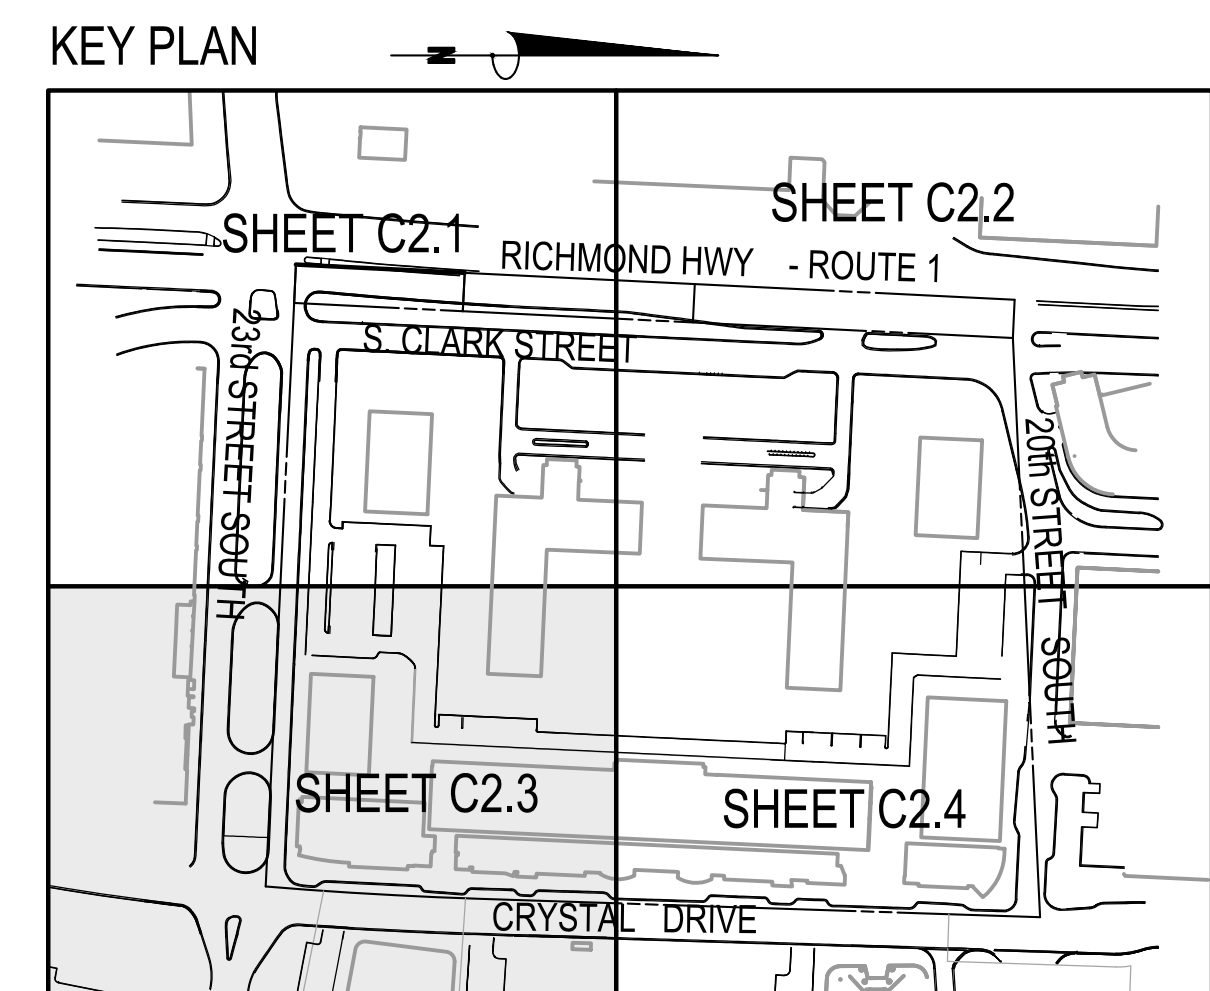 KEY PLAN
N
SHEET C2.1
SHEET C2.2
RICHMOND HWY - ROUTE 1
S. CLARK STREET
23rd STREET SOUTH
20th STREET SOUTH
SHEET C2.3
SHEET C2.4
CRYSTAL DRIVE